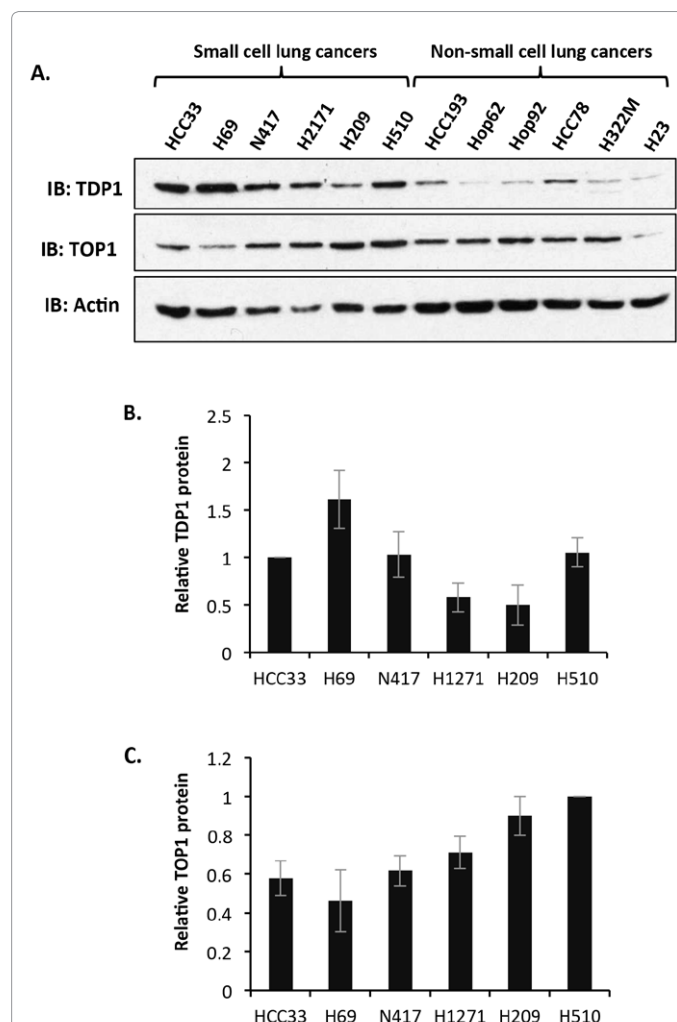 Small cell lung cancers Non-small cell lung cancers
A.
HCC33 H69 N417 H2171 H209 H510 HCC193 Hop62 Hop92 HCC78 H322M H23
IB: TDP1
IB: TOP1
IB: Actin
B.
Relative TDP1 protein
2.5
2
1.5
1
0.5
0
HCC33 H69 N417 H1271 H209 H510
C.
Relative TOP1 protein
1.2
1
0.8
0.6
0.4
0.2
0
HCC33 H69 N417 H1271 H209 H510